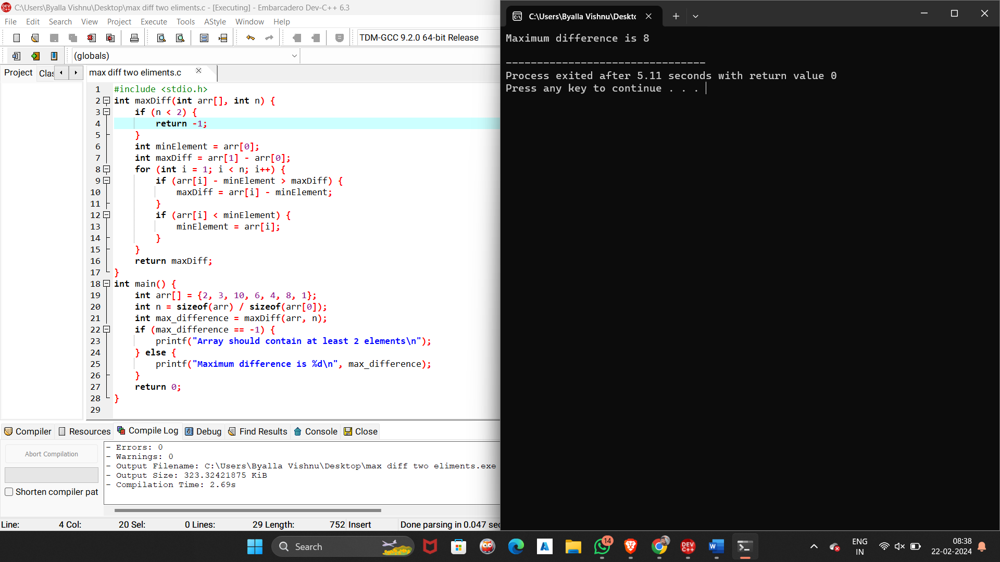 C:\Users\Byalla Vishnu\Desktop\max diff two eliments.c - [Executing] - Embarcadero Dev-C++ 6.3
File Edit Search View Project Execute Tools AStyle Window Help
TDM-GCC 9.2.0 64-bit Release
(globals)
Project Clas
max diff two eliments.c
1 #include <stdio.h>
2 int maxDiff(int arr[], int n) {
3 if (n < 2) {
4 return -1;
5 }
6 int minElement = arr[0];
7 int maxDiff = arr[1] - arr[0];
8 for (int i = 1; i < n; i++) {
9 if (arr[i] - minElement > maxDiff) {
10 maxDiff = arr[i] - minElement;
11 }
12 if (arr[i] < minElement) {
13 minElement = arr[i];
14 }
15 }
16 return maxDiff;
17 }
18 int main() {
19 int arr[] = {2, 3, 10, 6, 4, 8, 1};
20 int n = sizeof(arr) / sizeof(arr[0]);
21 int max_difference = maxDiff(arr, n);
22 if (max_difference == -1) {
23 printf("Array should contain at least 2 elements\n");
24 } else {
25 printf("Maximum difference is %d\n", max_difference);
26 }
27 return 0;
28 }
29
Compiler Resources Compile Log Debug Find Results Console Close
Abort Compilation
Shorten compiler pat
- Errors: 0
- Warnings: 0
- Output Filename: C:\Users\Byalla Vishnu\Desktop\max diff two eliments.exe
- Output Size: 323.32421875 KiB
- Compilation Time: 2.69s
Line: 4 Col: 20 Sel: 0 Lines: 29 Length: 752 Insert Done parsing in 0.047 sec
C:\Users\Byalla Vishnu\Deskto
Maximum difference is 8
--------------------------------
Process exited after 5.11 seconds with return value 0
Press any key to continue . . .
Search
14
DEV C++
ENG
IN
08:38
22-02-2024